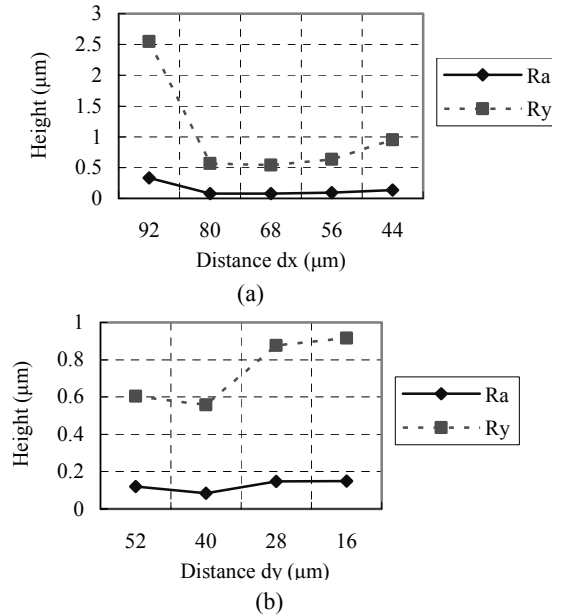 3
2.5
2
1.5
1
0.5
0
Height (μm)
92 80 68 56 44
Distance dx (μm)
Ra
Ry
(a)
1
0.8
0.6
0.4
0.2
0
Height (μm)
52 40 28 16
Distance dy (μm)
Ra
Ry
(b)